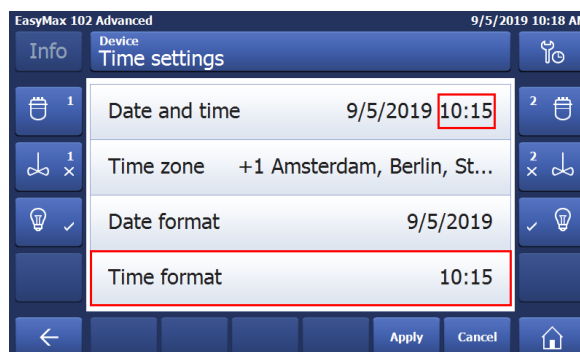 EasyMax 102 Advanced 9/5/2019 10:18 AM
Info Device
Time settings
1 Date and time 9/5/2019 10:15 2
1 Time zone +1 Amsterdam, Berlin, St... 2
Date format 9/5/2019
Time format 10:15
Apply Cancel